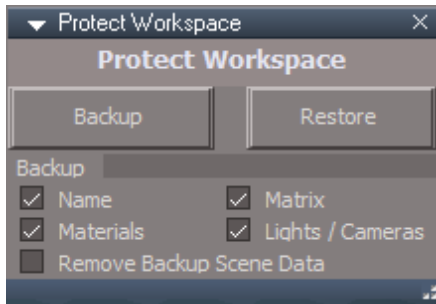 Protect Workspace
Protect Workspace
Backup Restore
Backup
Name Matrix
Materials Lights / Cameras
Remove Backup Scene Data